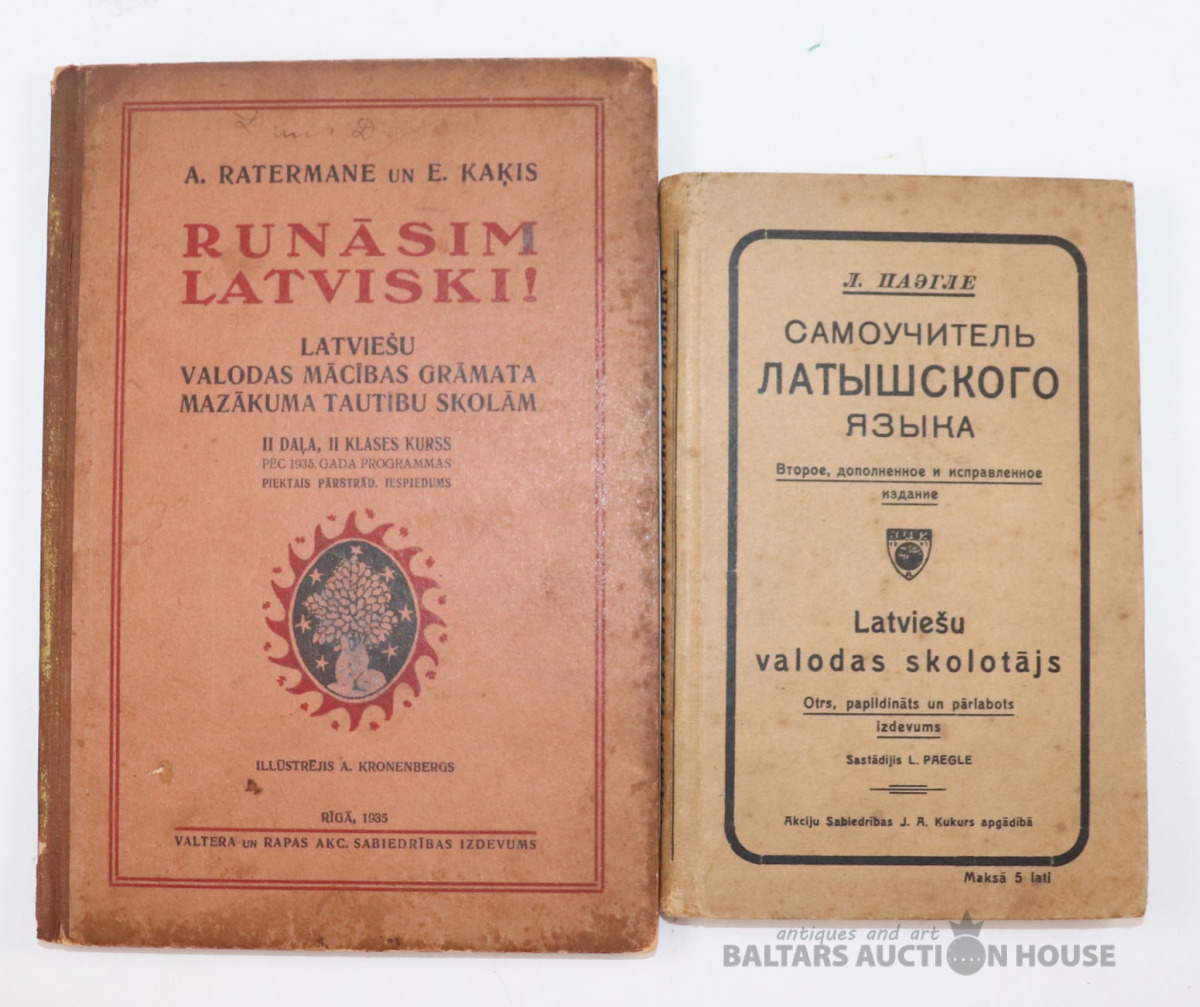 A. RATERMANE UN E. KAĶIS
RUNĀSIM
LATVISKI!
LATVIEŠU
VALODAS MĀCĪBAS GRĀMATA
MAZĀKUMA TAUTĪBU SKOLĀM
II DAĻA, II KLASES KURSS
PĒC 1935. GADA PROGRAMMAS
PIEKTAIS PĀRSTRĀD. IESPIEDUMS
ILLŪSTRĒJIS A. KRONENBERGS
RĪGĀ, 1935
VALTERA UN RAPAS AKC. SABIEDRĪBAS IZDEVUMS
Л. ПАЭГЛЕ
САМОУЧИТЕЛЬ
ЛАТЫШСКОГО
ЯЗЫКА
Второе, дополненное и исправленное
издание
Latviešu
valodas skolotājs
Otrs, papildināts un pārlabots
izdevums
Sastādījis L. PAEGLE
Akciju Sabiedrības J. A. Kukurs apgādībā
Maksā 5 lati
antiques and art
BALTARS AUCTION HOUSE